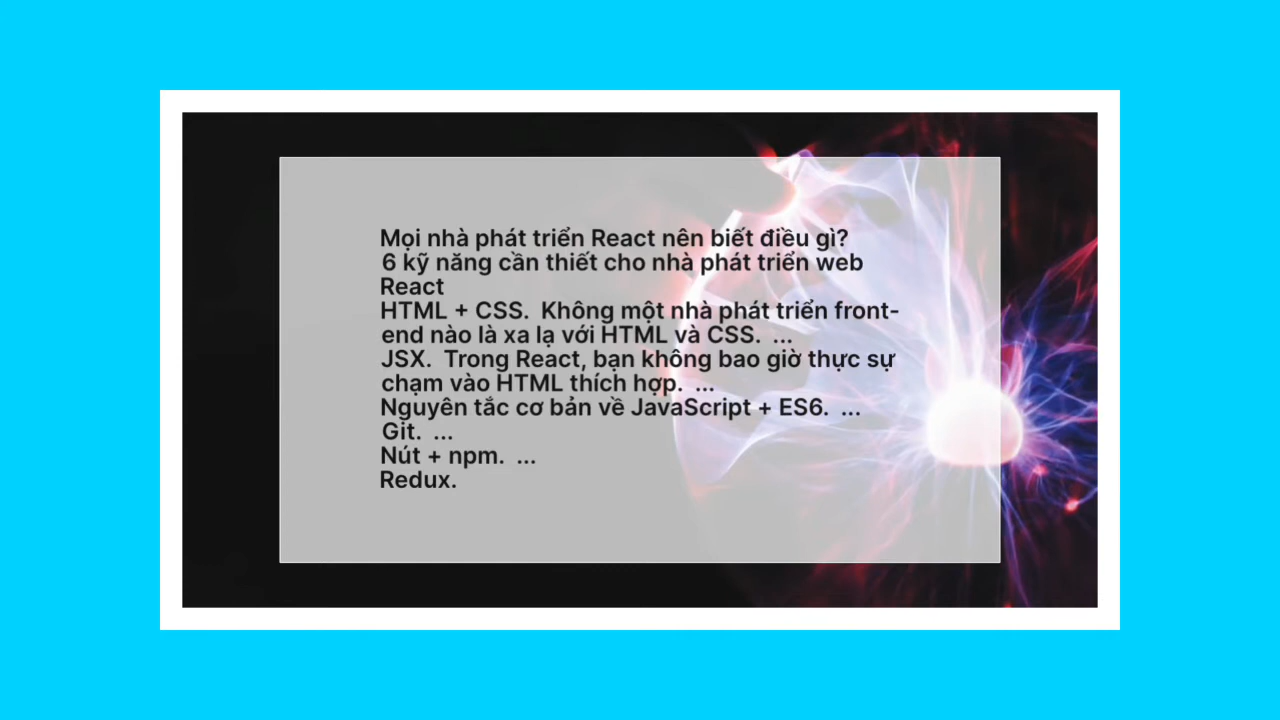 Mọi nhà phát triển React nên biết điều gì?
6 kỹ năng cần thiết cho nhà phát triển web
React
HTML + CSS. Không một nhà phát triển front-
end nào là xa lạ với HTML và CSS. ...
JSX. Trong React, bạn không bao giờ thực sự
chạm vào HTML thích hợp. ...
Nguyên tắc cơ bản về JavaScript + ES6. ...
Git. ...
Nút + npm. ...
Redux.